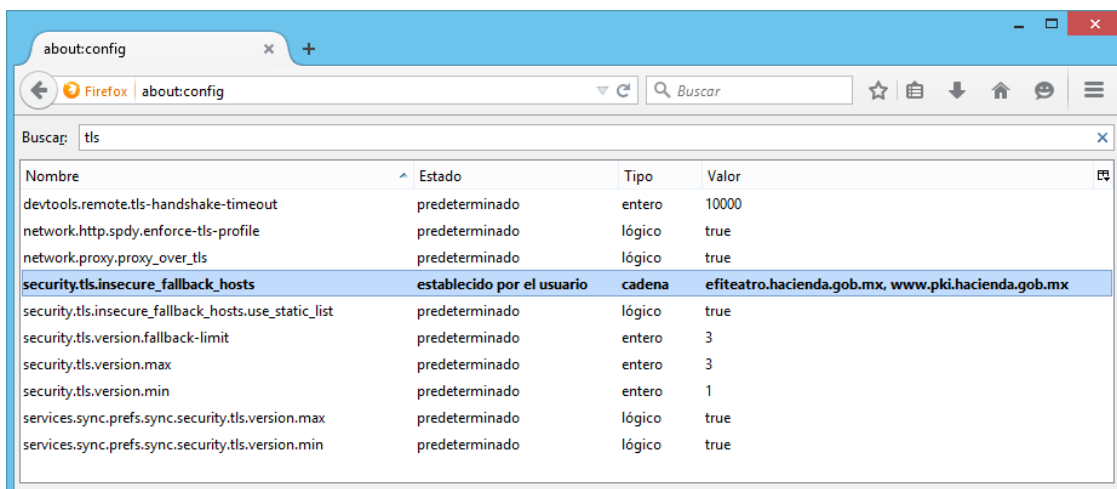 about:config
Firefox about:config Buscar
Buscar: tls
Nombre Estado Tipo Valor
devtools.remote.tls-handshake-timeout predeterminado entero 10000
network.http.spdy.enforce-tls-profile predeterminado lógico true
network.proxy.proxy_over_tls predeterminado lógico true
security.tls.insecure_fallback_hosts establecido por el usuario cadena efiteatro.hacienda.gob.mx, www.pki.hacienda.gob.mx
security.tls.insecure_fallback_hosts.use_static_list predeterminado lógico true
security.tls.version.fallback-limit predeterminado entero 3
security.tls.version.max predeterminado entero 3
security.tls.version.min predeterminado entero 1
services.sync.prefs.sync.security.tls.version.max predeterminado lógico true
services.sync.prefs.sync.security.tls.version.min predeterminado lógico true